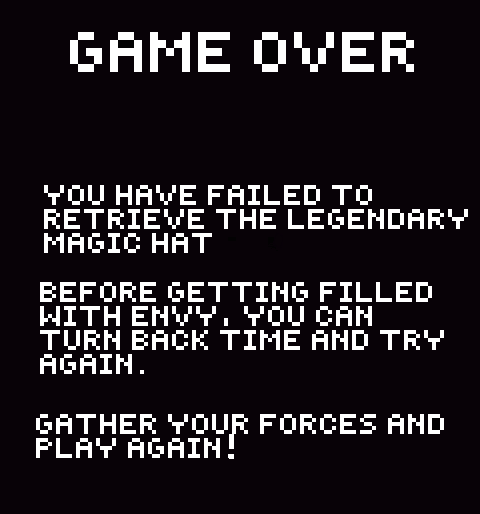 GAME OVER
YOU HAVE FAILED TO
RETRIEVE THE LEGENDARY
MAGIC HAT
BEFORE GETTING FILLED
WITH ENVY, YOU CAN
TURN BACK TIME AND TRY
AGAIN.
GATHER YOUR FORCES AND
PLAY AGAIN!